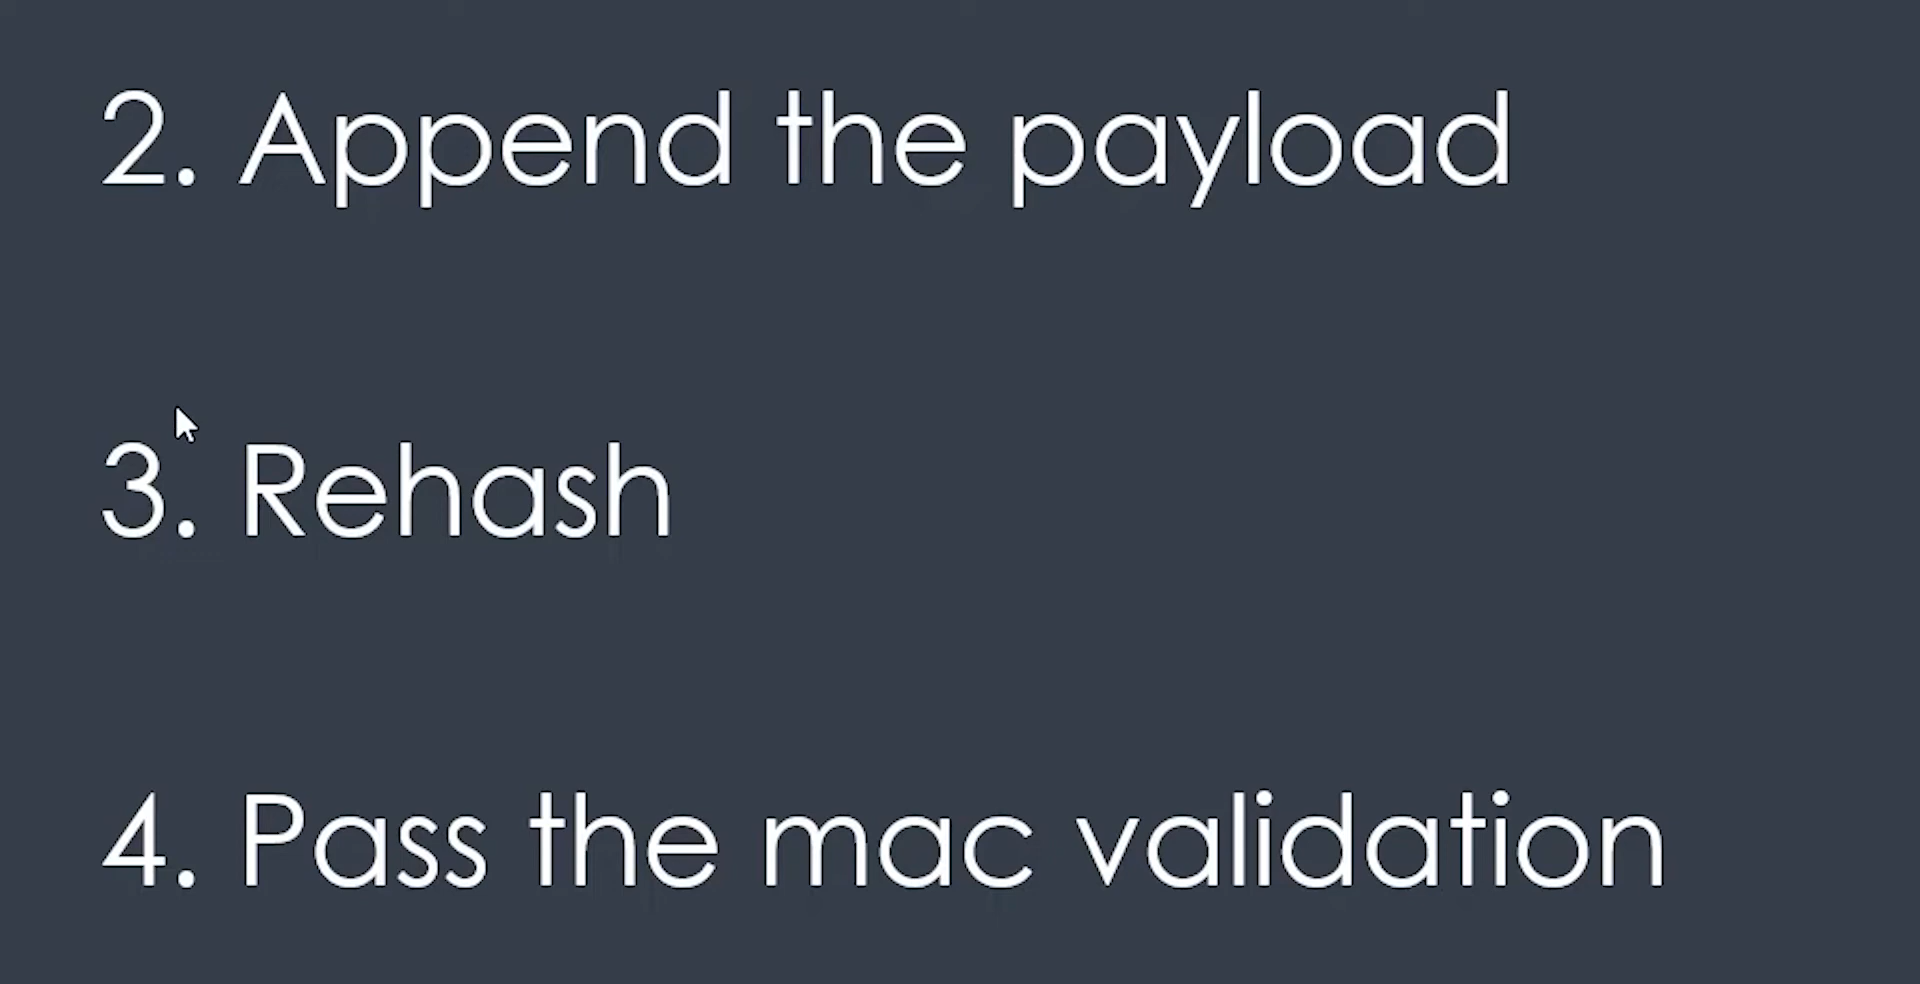 2. Append the payload
3. Rehash
4. Pass the mac validation